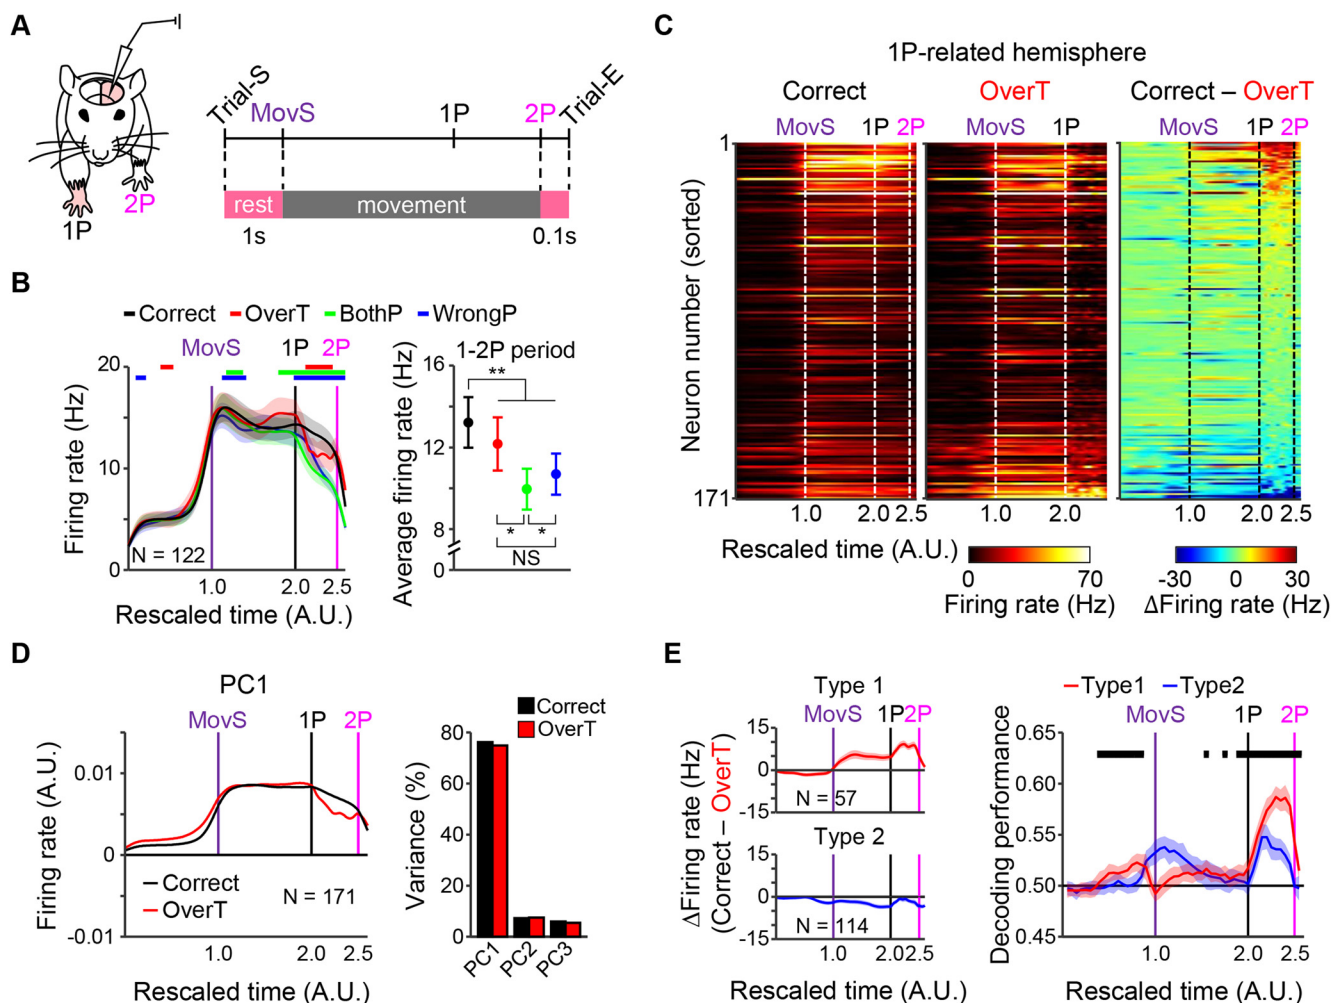 A
Trial-S
MovS
1P
2P
Trial-E
rest
movement
1s
0.1s
1P
2P
B
Correct
OverT
BothP
WrongP
MovS
1P
2P
20
10
0
Firing rate (Hz)
N = 122
1.0
2.0
2.5
Rescaled time (A.U.)
1-2P period
16
12
8
0
Average firing rate (Hz)
**
*
*
NS
C
1P-related hemisphere
Correct
OverT
Correct – OverT
MovS
1P
2P
MovS
1P
MovS
1P
2P
1
171
Neuron number (sorted)
1.0
2.0
2.5
1.0
2.0
1.0
2.0
2.5
Rescaled time (A.U.)
0
70
Firing rate (Hz)
-30
0
30
ΔFiring rate (Hz)
D
PC1
MovS
1P
2P
0.01
0
-0.01
Firing rate (A.U.)
Correct
OverT
N = 171
1.0
2.0
2.5
Rescaled time (A.U.)
Correct
OverT
80
60
40
20
0
Variance (%)
PC1
PC2
PC3
E
Type 1
MovS
1P
2P
15
0
-15
N = 57
Type 2
15
0
-15
N = 114
ΔFiring rate (Hz)
(Correct – OverT)
1.0
2.0
2.5
Rescaled time (A.U.)
Type1
Type2
MovS
1P
2P
0.65
0.60
0.55
0.50
0.45
Decoding performance
1.0
2.0
2.5
Rescaled time (A.U.)